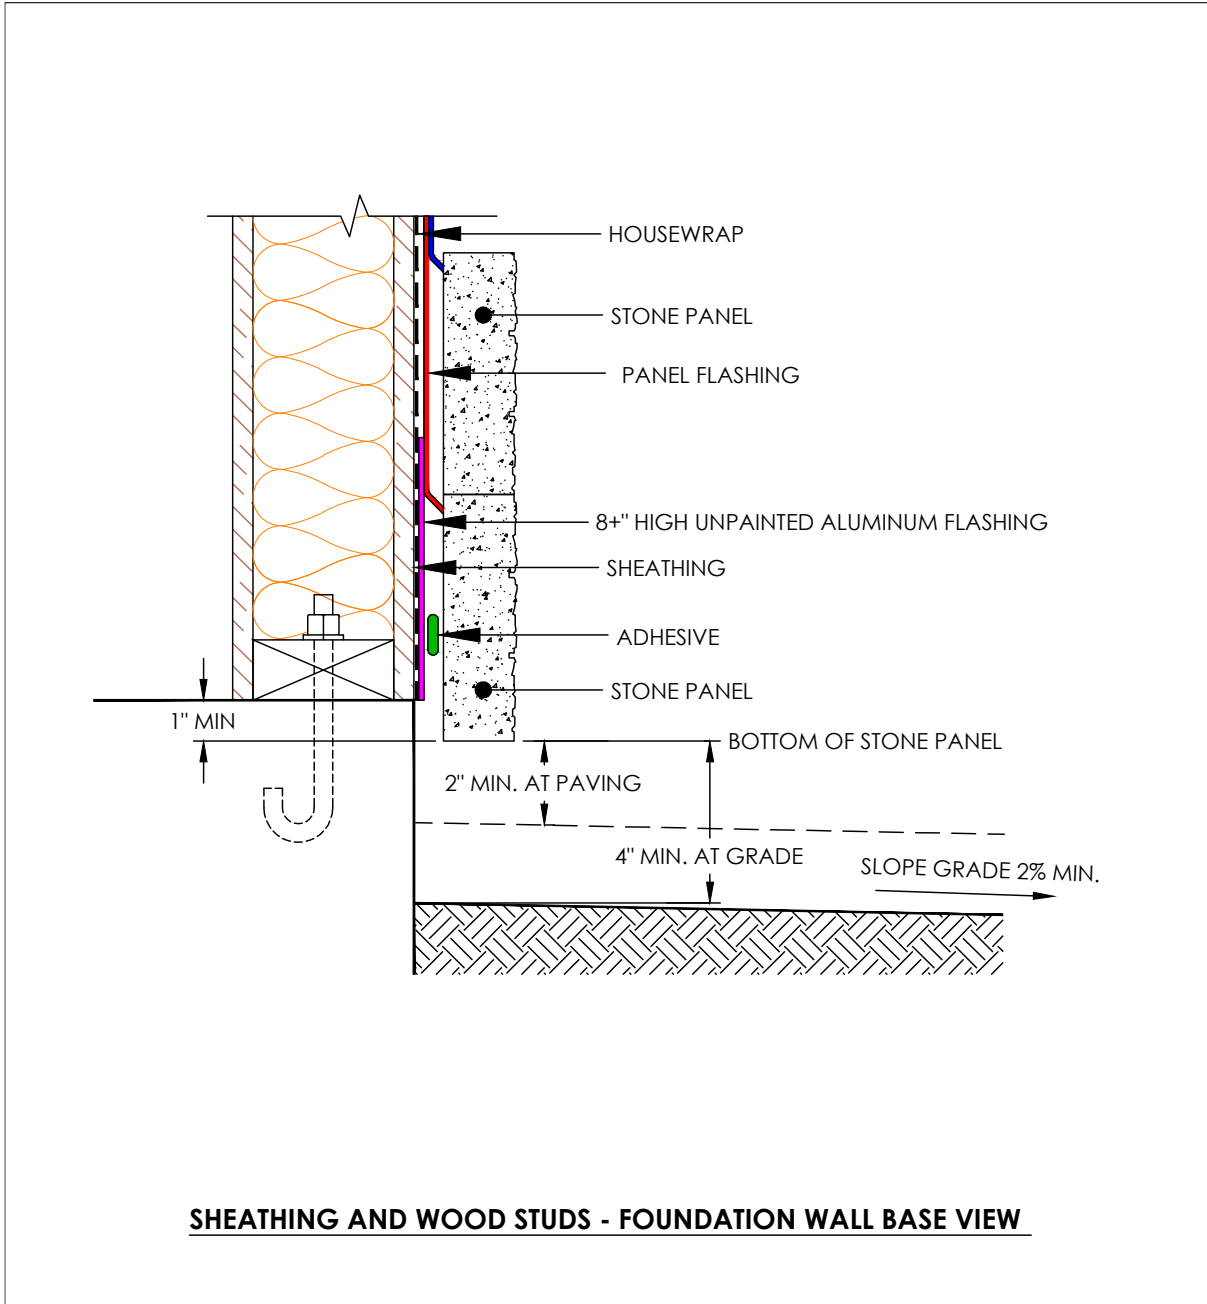 HOUSEWRAP
STONE PANEL
PANEL FLASHING
8+" HIGH UNPAINTED ALUMINUM FLASHING
SHEATHING
ADHESIVE
STONE PANEL
1" MIN
BOTTOM OF STONE PANEL
2" MIN. AT PAVING
4" MIN. AT GRADE
SLOPE GRADE 2% MIN.
SHEATHING AND WOOD STUDS - FOUNDATION WALL BASE VIEW